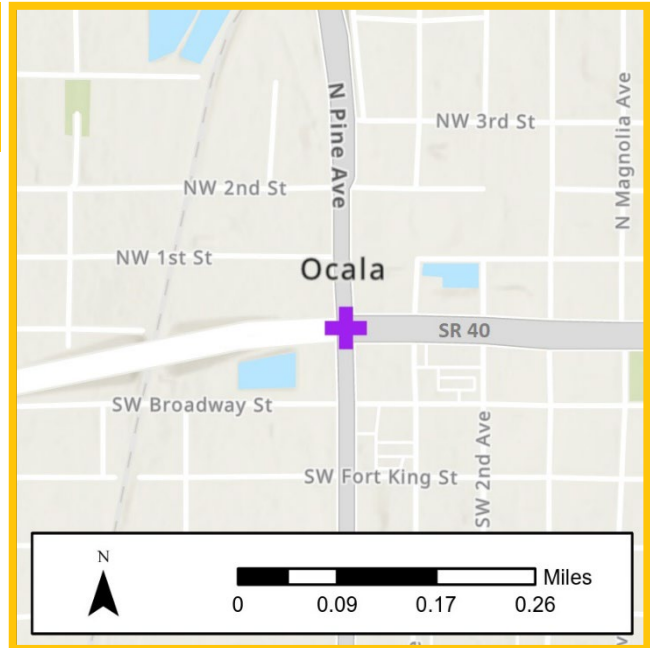 N Pine Ave
N Magnolia Ave
NW 3rd St
NW 2nd St
NW 1st St
Ocala
SR 40
SW Broadway St
SW 2nd Ave
SW Fort King St
N
Miles
0 0.09 0.17 0.26